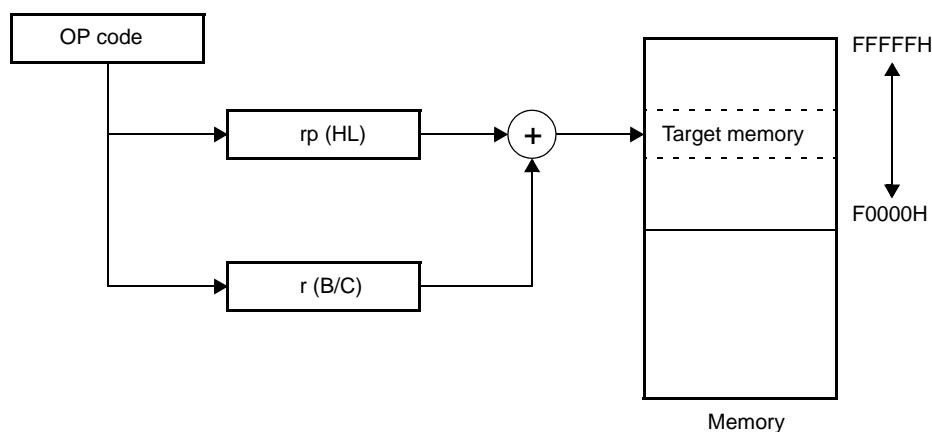 OP code
FFFFFH
rp (HL)
+
Target memory
F0000H
r (B/C)
Memory